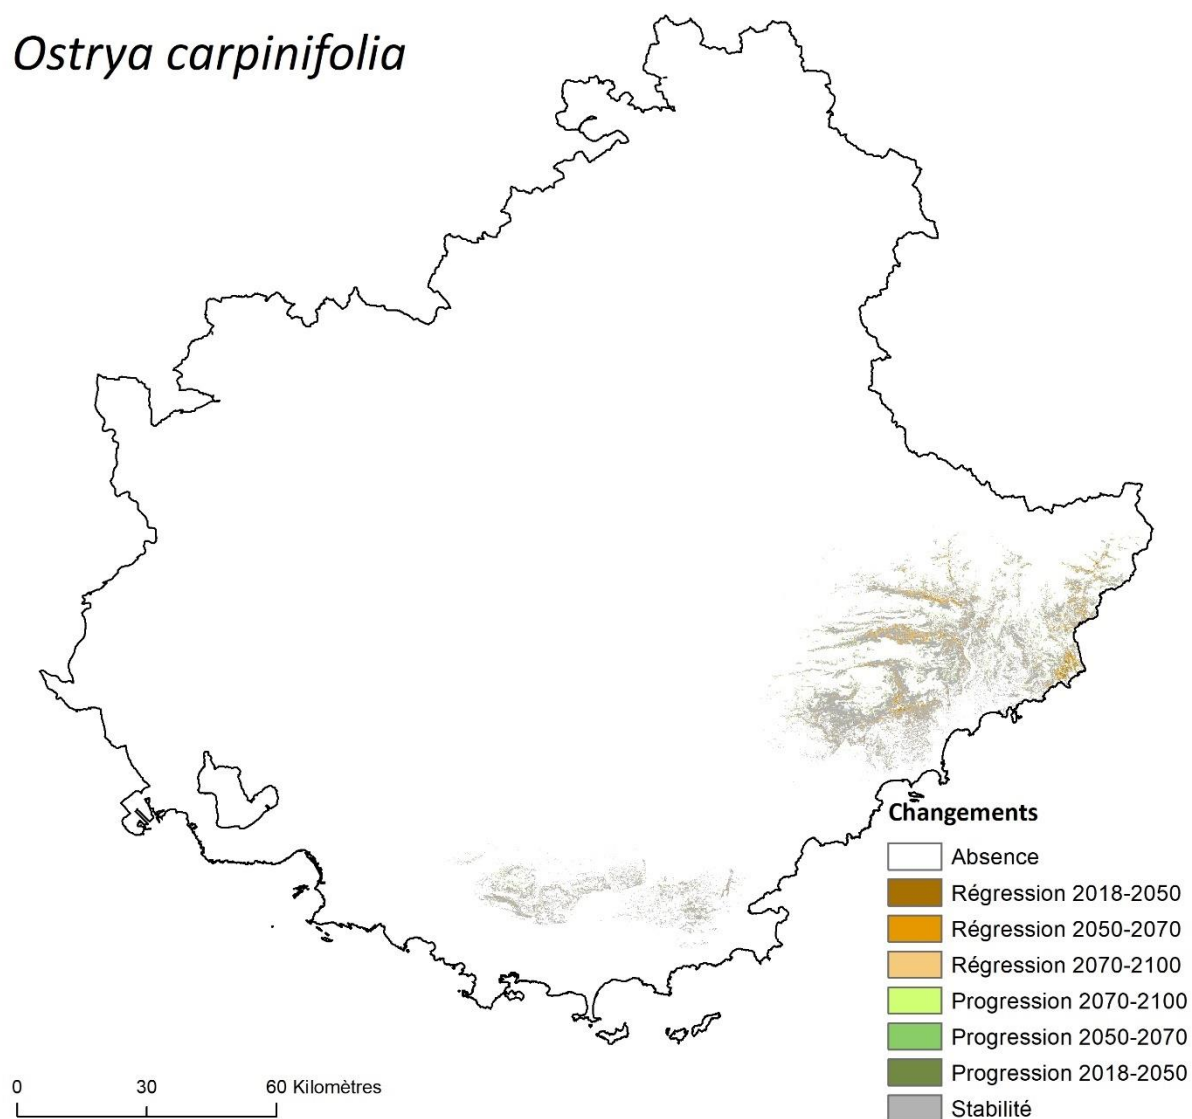 Ostrya carpinifolia
Changements
Absence
Régression 2018-2050
Régression 2050-2070
Régression 2070-2100
Progression 2070-2100
Progression 2050-2070
Progression 2018-2050
Stabilité
0 30 60 Kilomètres